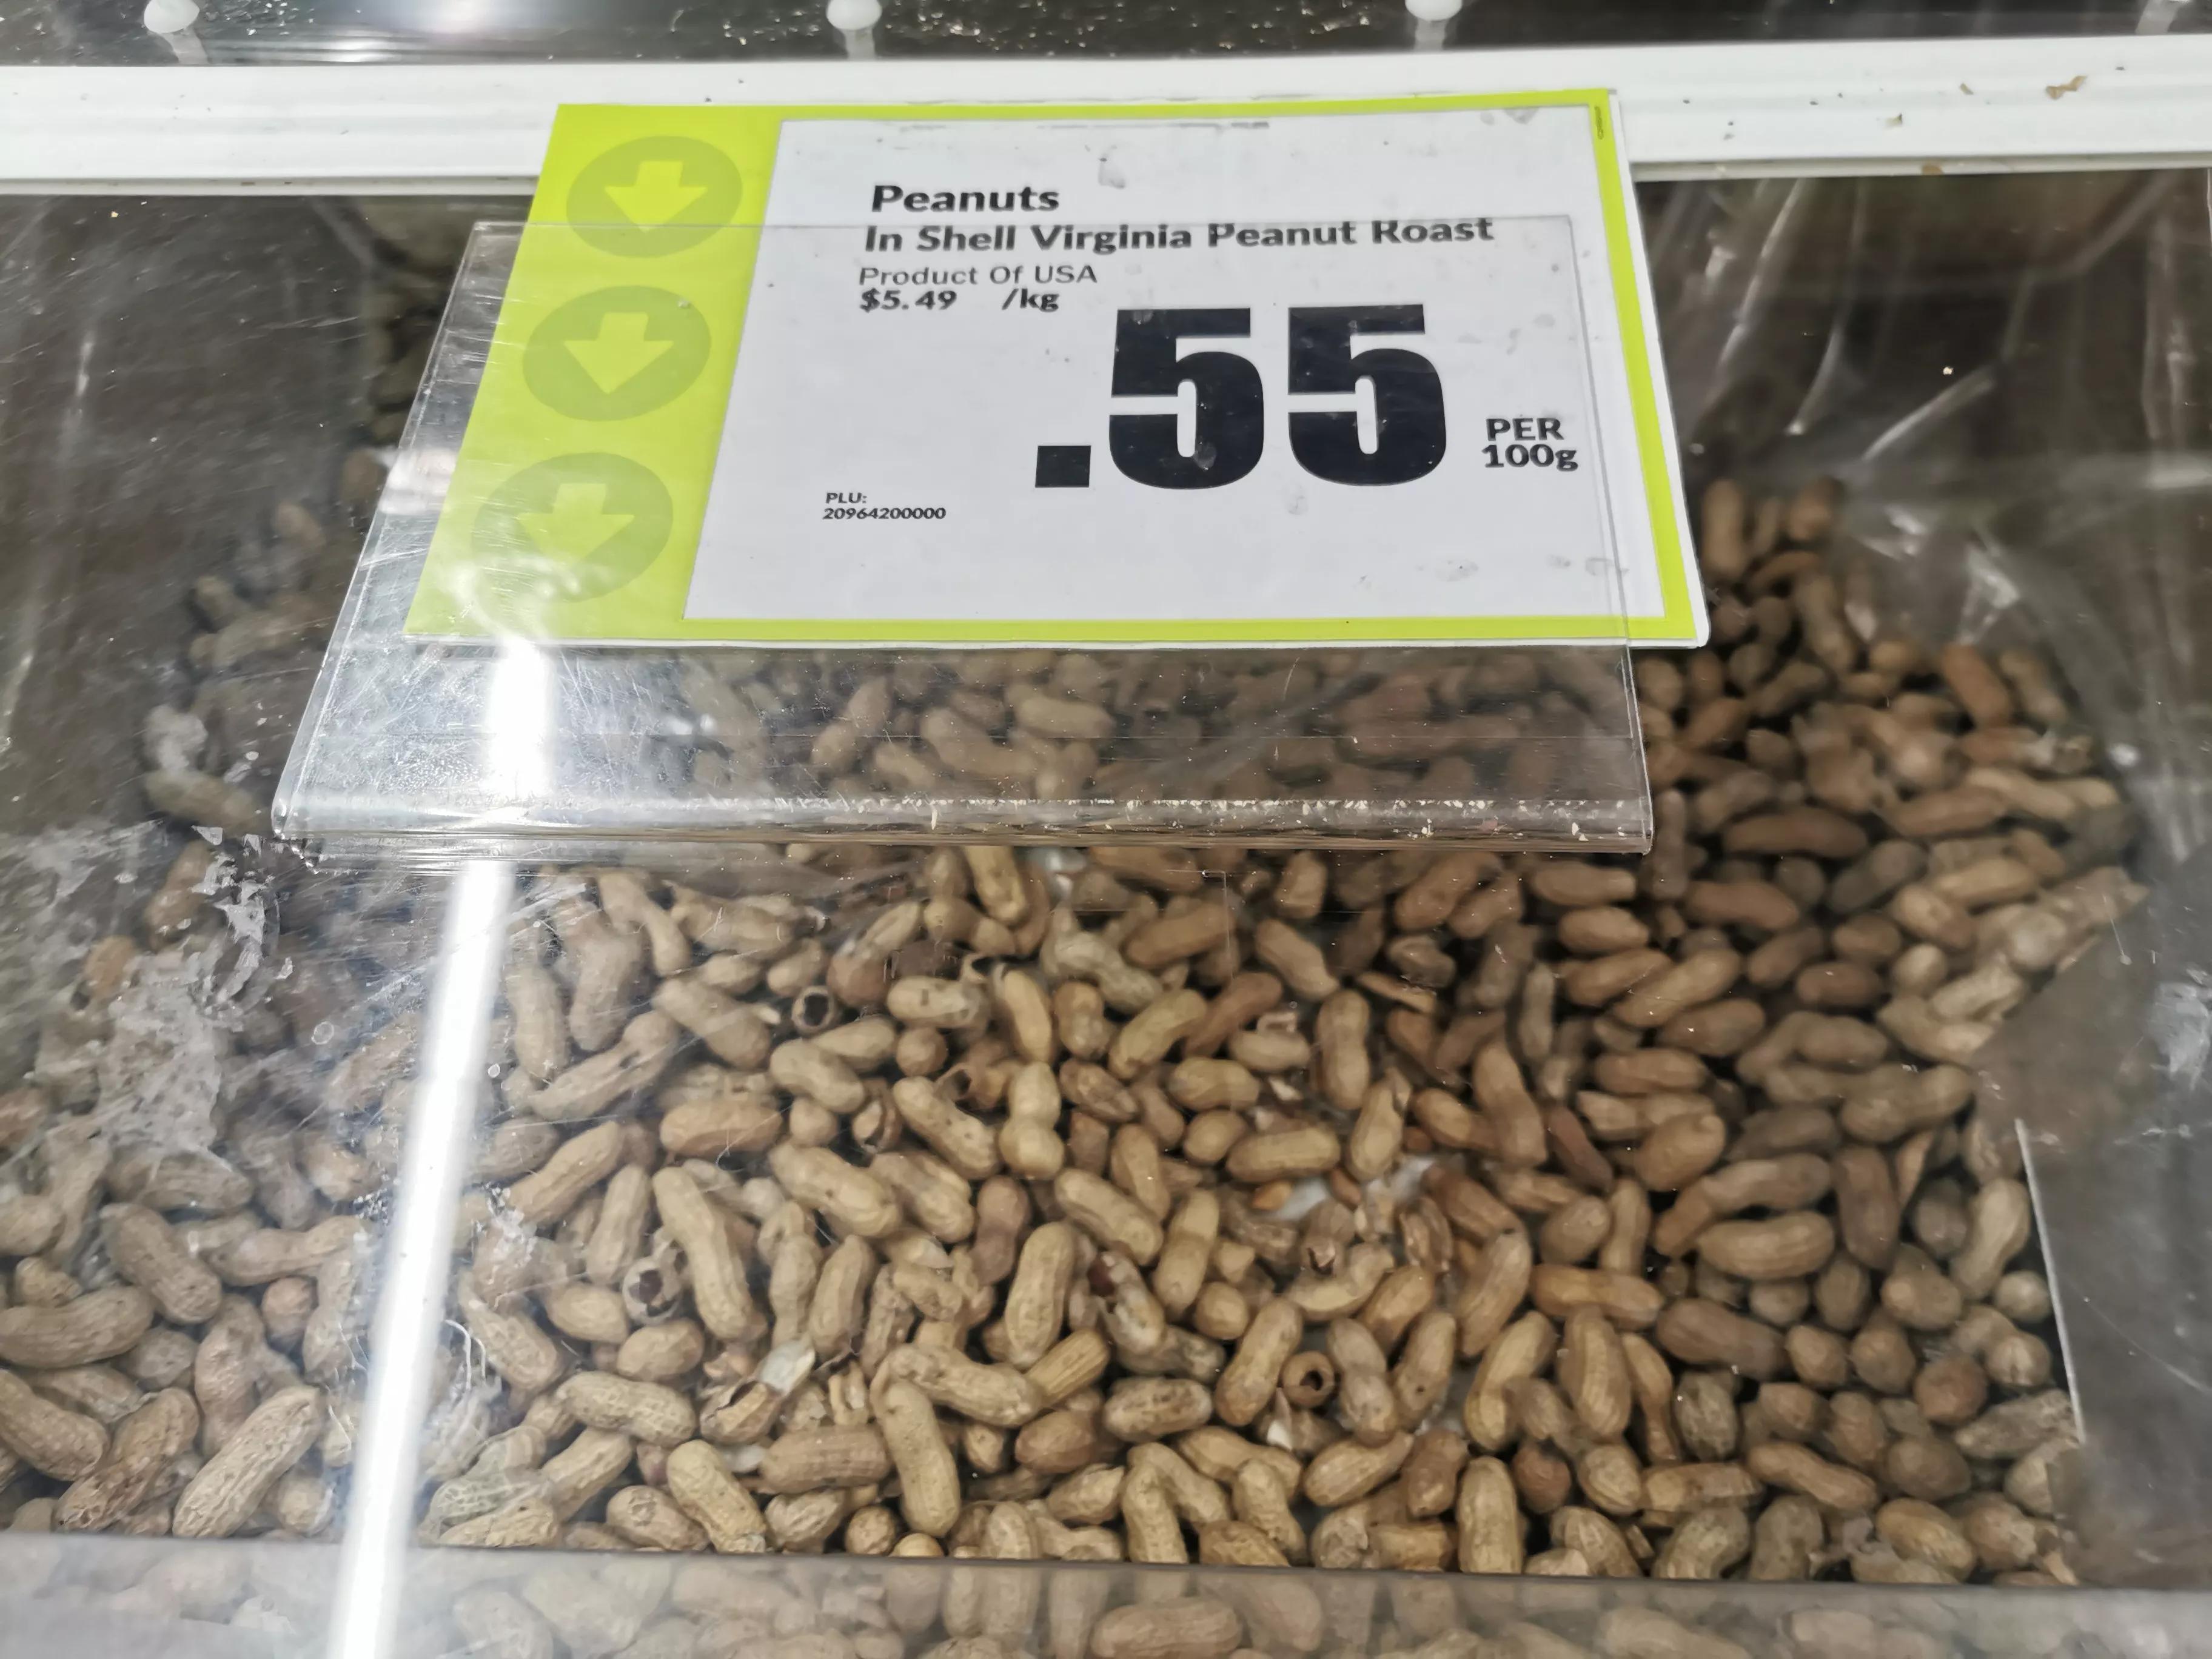 Peanuts
In Shell Virginia Peanut Roast
Product Of USA
$5.49 /kg
.55
PER
100g
PLU:
20964200000